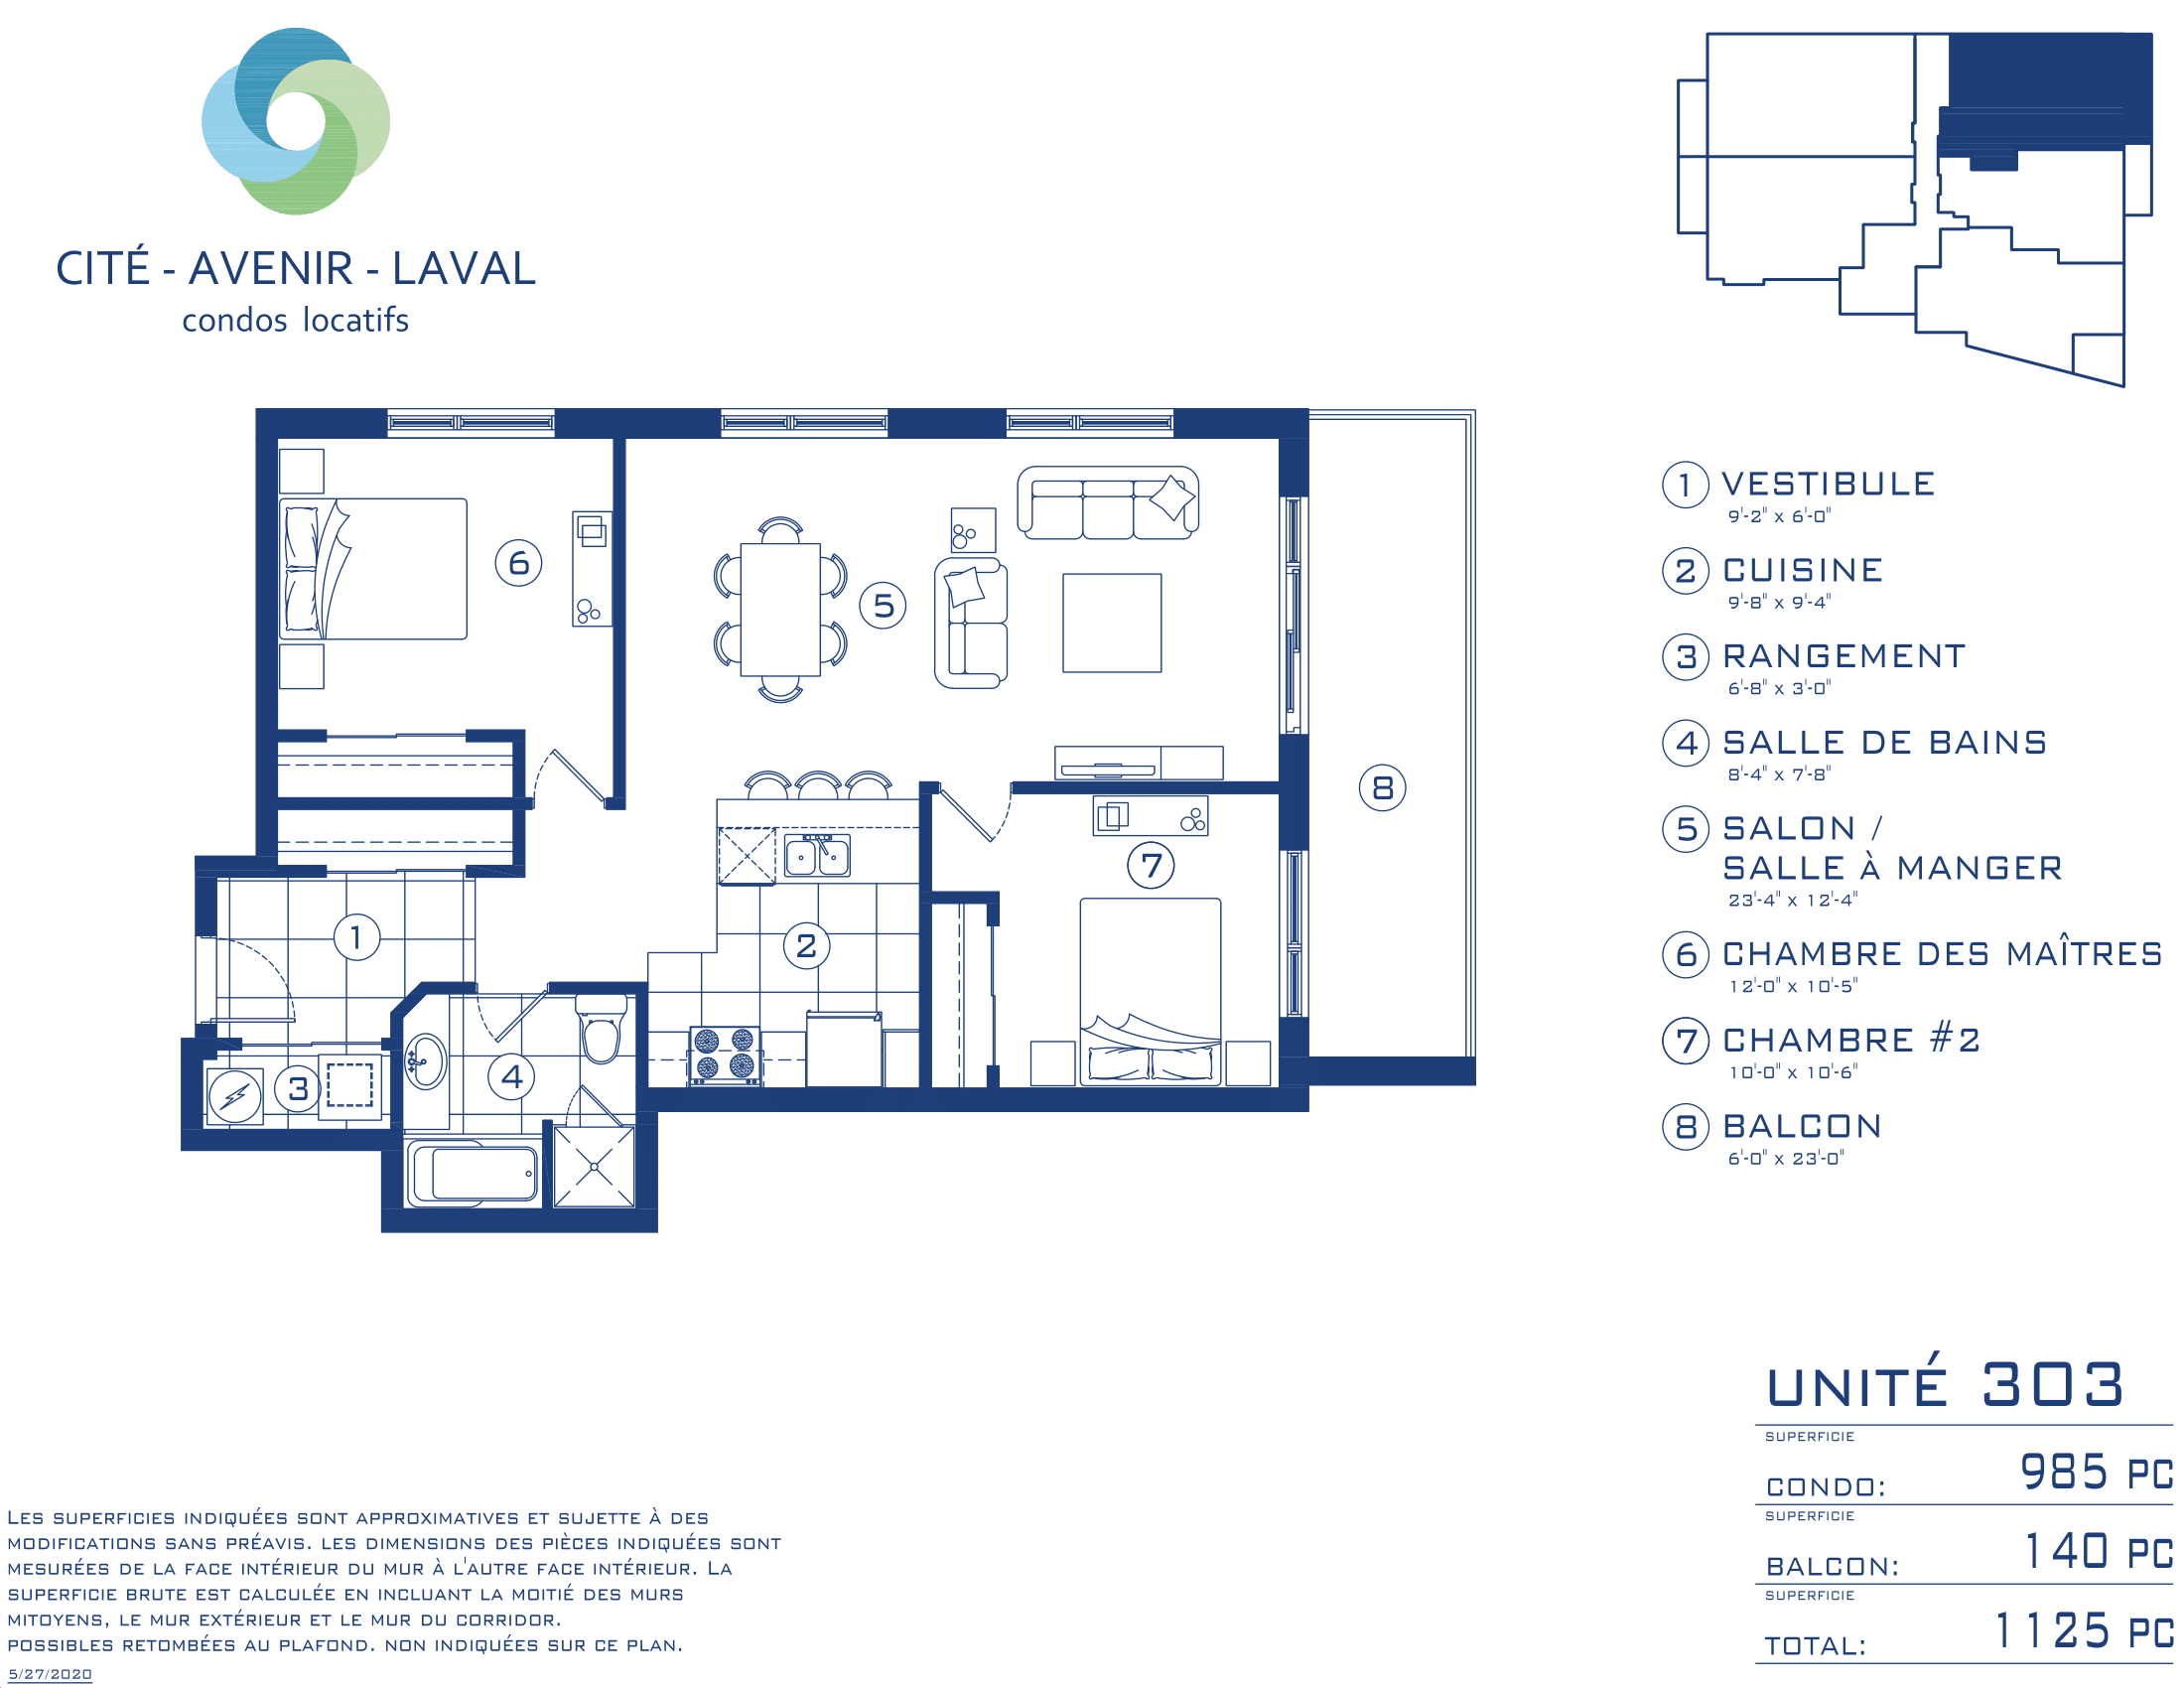 CITÉ - AVENIR - LAVAL
condos locatifs
6
5
8
7
1
2
3
4
1 VESTIBULE
9'-2" x 6'-0"
2 CUISINE
9'-8" x 9'-4"
3 RANGEMENT
6'-8" x 3'-0"
4 SALLE DE BAINS
8'-4" x 7'-8"
5 SALON /
SALLE À MANGER
23'-4" x 12'-4"
6 CHAMBRE DES MAÎTRES
12'-0" x 10'-5"
7 CHAMBRE #2
10'-0" x 10'-6"
8 BALCON
6'-0" x 23'-0"
UNITÉ 303
SUPERFICIE
CONDO: 985 PC
SUPERFICIE
BALCON: 140 PC
SUPERFICIE
TOTAL: 1125 PC
LES SUPERFICIES INDIQUÉES SONT APPROXIMATIVES ET SUJETTE À DES
MODIFICATIONS SANS PRÉAVIS. LES DIMENSIONS DES PIÈCES INDIQUÉES SONT
MESURÉES DE LA FACE INTÉRIEUR DU MUR À L'AUTRE FACE INTÉRIEUR. LA
SUPERFICIE BRUTE EST CALCULÉE EN INCLUANT LA MOITIÉ DES MURS
MITOYENS, LE MUR EXTÉRIEUR ET LE MUR DU CORRIDOR.
POSSIBLES RETOMBÉES AU PLAFOND. NON INDIQUÉES SUR CE PLAN.
5/27/2020